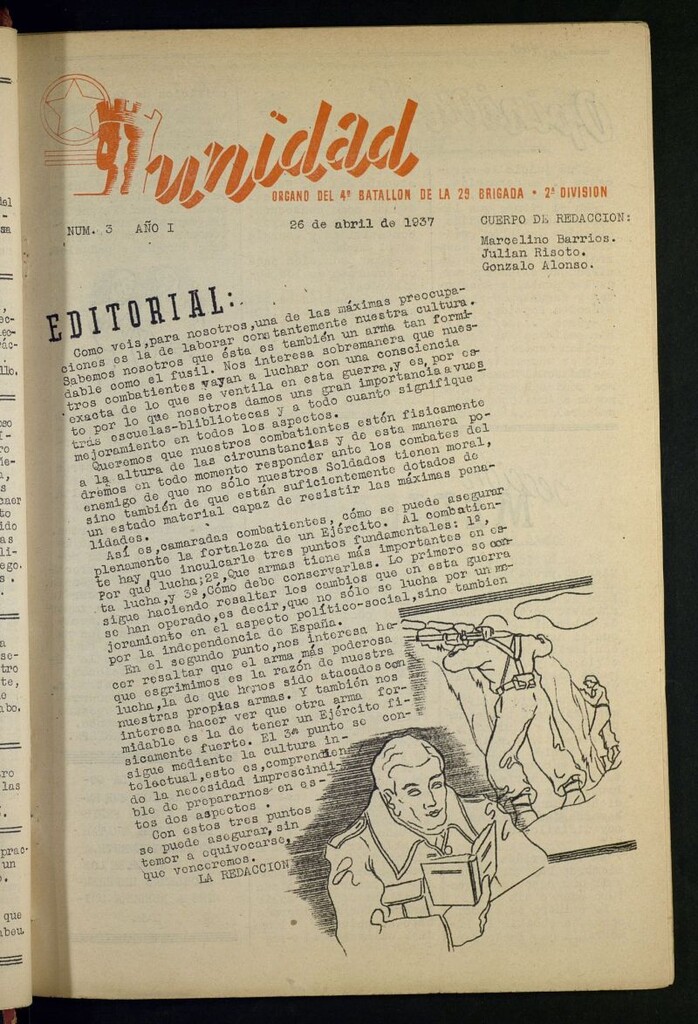 unidad
ORGANO DEL 4º BATALLON DE LA 29 BRIGADA • 2ª DIVISION
NUM. 3 AÑO I
26 de abril de 1937
CUERPO DE REDACCION:
Marcelino Barrios.
Julian Risoto.
Gonzalo Alonso.
EDITORIAL:
Como veis,para nosotros,una de las máximas preocupa-
ciones es la de laborar constantemente nuestra cultura.
Sabemos nosotros que ésta es también un arma tan formi-
dable como el fusil. Nos interesa sobremanera que nues-
tros combatientes vayan a luchar con una consciencia
exacta de lo que se ventila en esta guerra,y es, por es-
to por lo que nosotros damos una gran importancia a vues
tras escuelas-blibliotecas y a todo cuanto signifique
mejoramiento en todos los aspectos.
Queremos que nuestros combatientes estén fisicamente
a la altura de las circunstancias y de esta manera po-
dremos en todo momento responder ante los combates del
enemigo de que no sólo nuestros Soldados tienen moral,
sino también de que están suficientemente dotados de
un estado material capaz de resistir las máximas pena-
lidades.
Así es,camaradas combatientes, cómo se puede asegurar
plenamente la fortaleza de un Ejército. Al combatien-
te hay que inculcarle tres puntos fundamentales: 1º,
Por qué lucha;2º,Que armas tiene más importantes en es-
ta lucha,y 3º,Cómo debe conservarlas. Lo primero se con-
sigue haciendo resaltar los cambios que en esta guerra
se han operado,es decir,que no sólo se lucha por un me-
joramiento en el aspecto político-social,sino también
por la independencia de España.
En el segundo punto,nos interesa ha-
cer resaltar que el arma más poderosa
que esgrimimos es la razón de nuestra
lucha,la de que hemos sido atacados con
nuestras propias armas. Y también nos
interesa hacer ver que otra arma for-
midable es la de tener un Ejército fí-
sicamente fuerte. El 3er punto se con-
sigue mediante la cultura in-
telectual,esto es,comprendien
do la necesidad imprescindi-
ble de prepararnos en es-
tos dos aspectos .
Con estos tres puntos
se puede asegurar,sin
temor a equivocarse,
que venceremos.
LA REDACCION